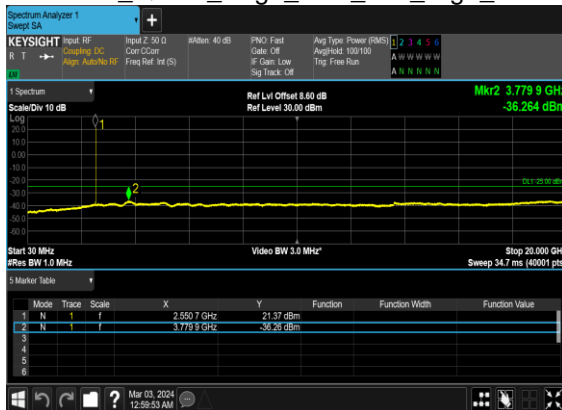 Spectrum Analyzer 1
Swept SA
+
KEYSIGHT Input: RF Input Z: 50 Ω #Atten: 40 dB PNO: Fast Avg Type: Power (RMS) 1 2 3 4 5 6
R T Coupling: DC Corr CCorr Gate: Off Avg|Hold: 100/100 A W W W W W
Align: Auto/No RF Freq Ref: Int (S) IF Gain: Low Trig: Free Run
Sig Track: Off A N N N N N
1 Spectrum Ref Lvl Offset 8.60 dB Mkr2 3.779 9 GHz
Scale/Div 10 dB Ref Level 30.00 dBm -36.264 dBm
Log
20.0
10.0
0.00
-10.0
-20.0
-30.0
-40.0
-50.0
-60.0
1
2
DL1 -25.00 dBm
Start 30 MHz Video BW 3.0 MHz* Stop 20.000 GHz
#Res BW 1.0 MHz Sweep 34.7 ms (40001 pts)
5 Marker Table
Mode Trace Scale X Y Function Function Width Function Value
1 N 1 f 2.550 7 GHz 21.37 dBm
2 N 1 f 3.779 9 GHz -36.26 dBm
3
4
5
6
? Mar 03, 2024
12:59:53 AM